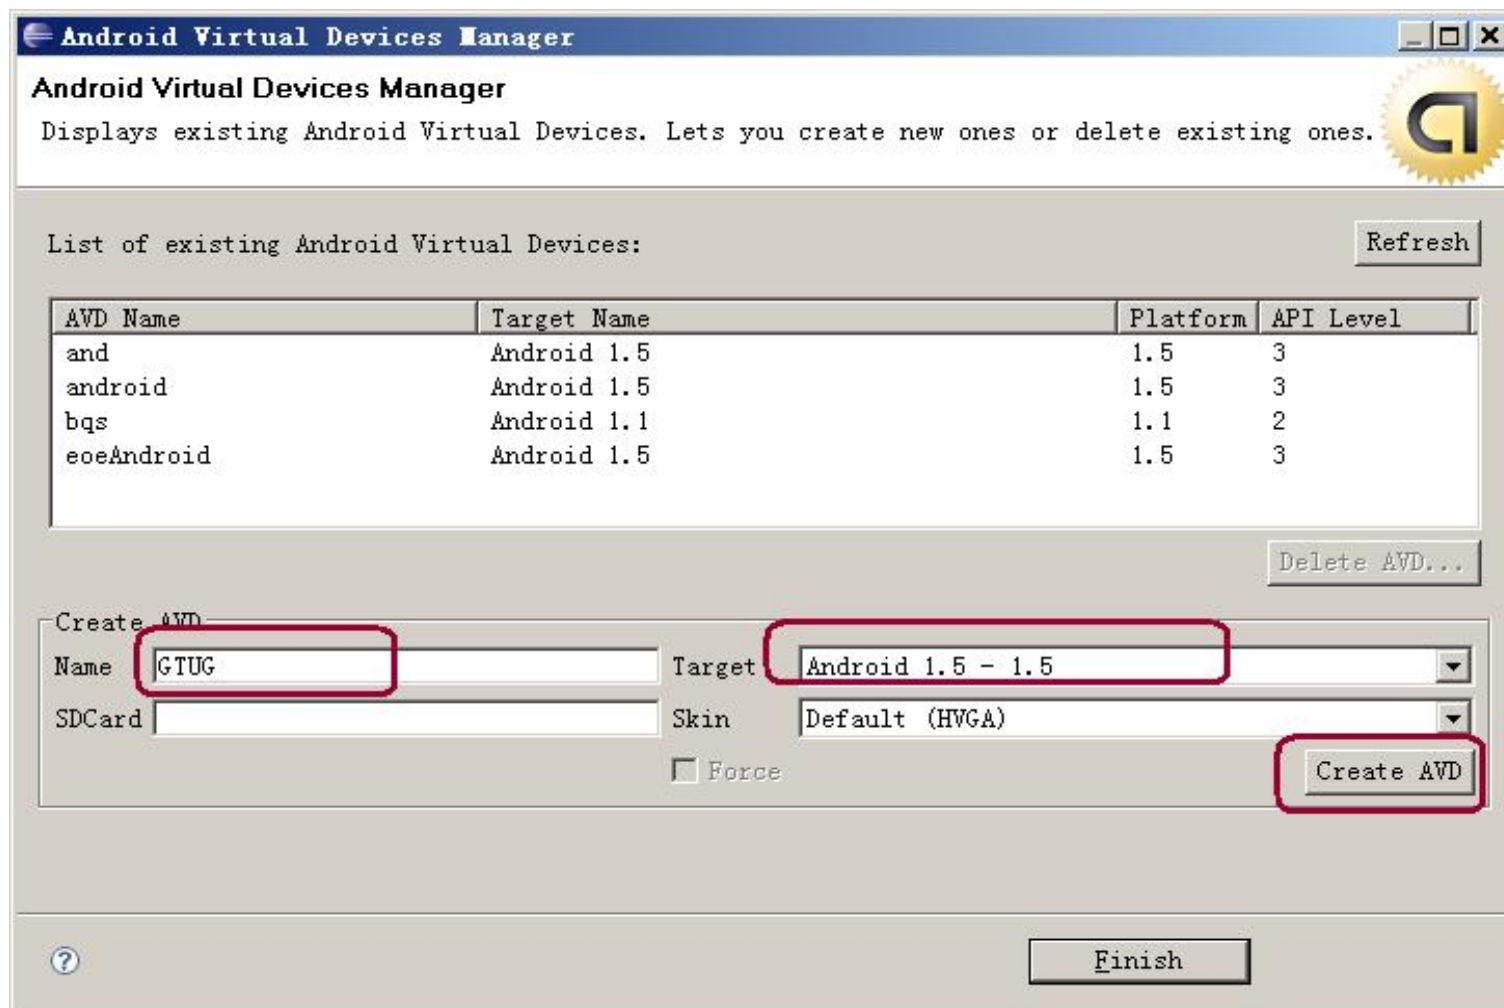 Android Virtual Devices Manager
Android Virtual Devices Manager
Displays existing Android Virtual Devices. Lets you create new ones or delete existing ones.
List of existing Android Virtual Devices: Refresh
AVD Name Target Name Platform API Level
and Android 1.5 1.5 3
android Android 1.5 1.5 3
bqs Android 1.1 1.1 2
eoeAndroid Android 1.5 1.5 3
Delete AVD...
Create AVD
Name GTUG Target Android 1.5 - 1.5
SDCard Skin Default (HVGA)
Force Create AVD
Finish